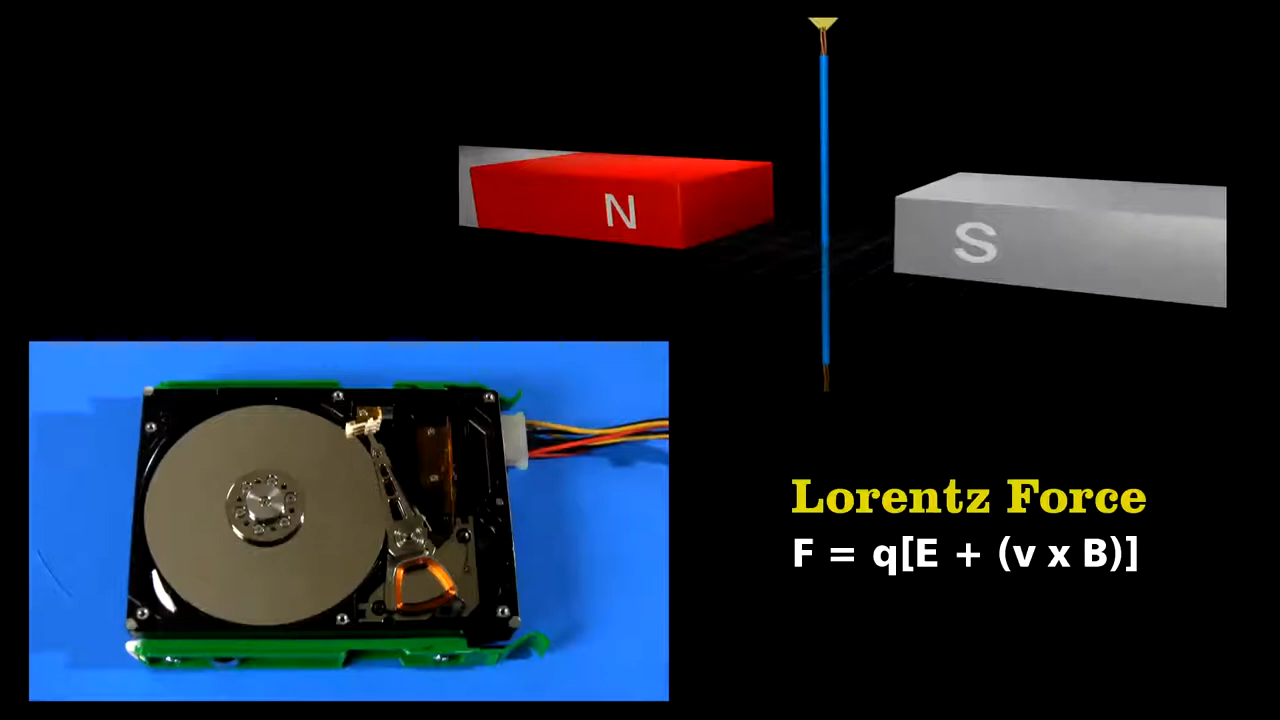 N
S
Lorentz Force
F = q[E + (v x B)]